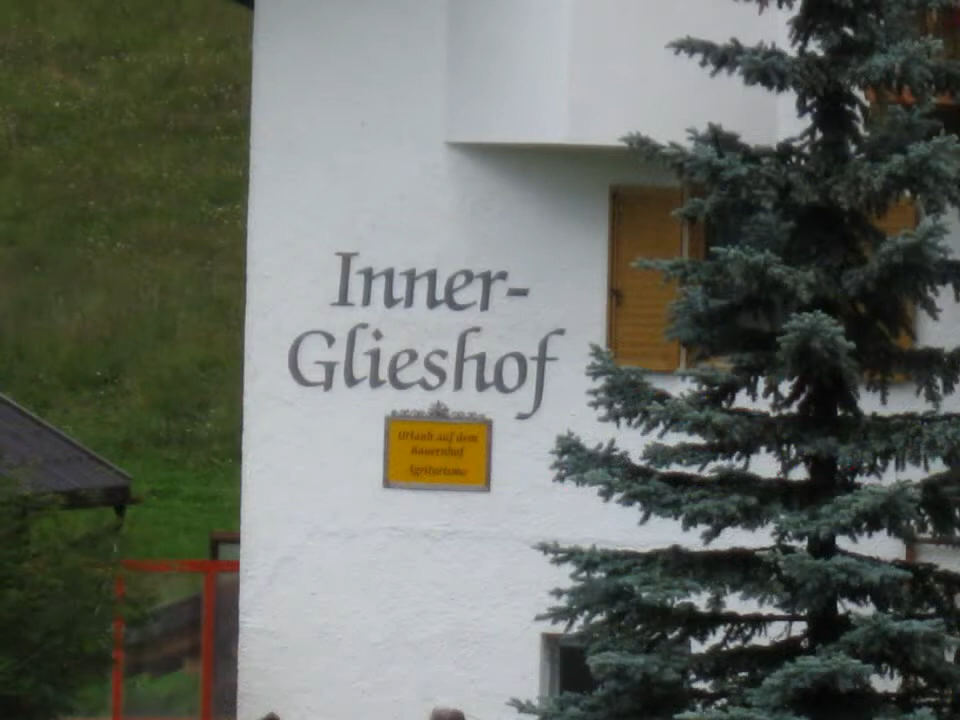 Inner-
Glieshof
Urlaub auf dem
Bauernhof
Agriturismo